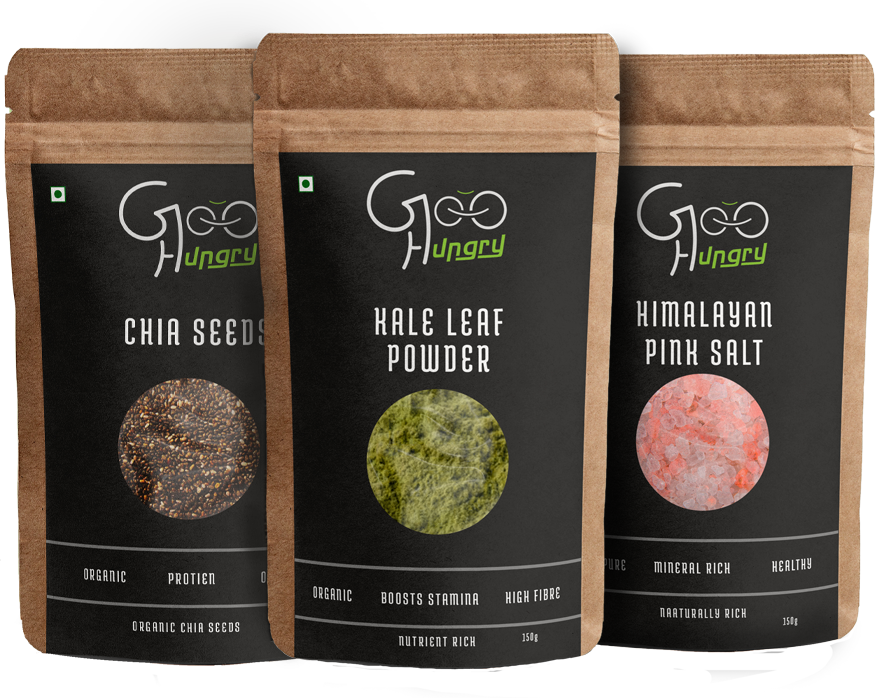 Goo
Hungry
CHIA SEEDS
ORGANIC PROTIEN
ORGANIC CHIA SEEDS
Goo
Hungry
KALE LEAF
POWDER
ORGANIC BOOSTS STAMINA HIGH FIBRE
NUTRIENT RICH 150g
Goo
Hungry
HIMALAYAN
PINK SALT
PURE MINERAL RICH HEALTHY
NAATURALLY RICH 150g